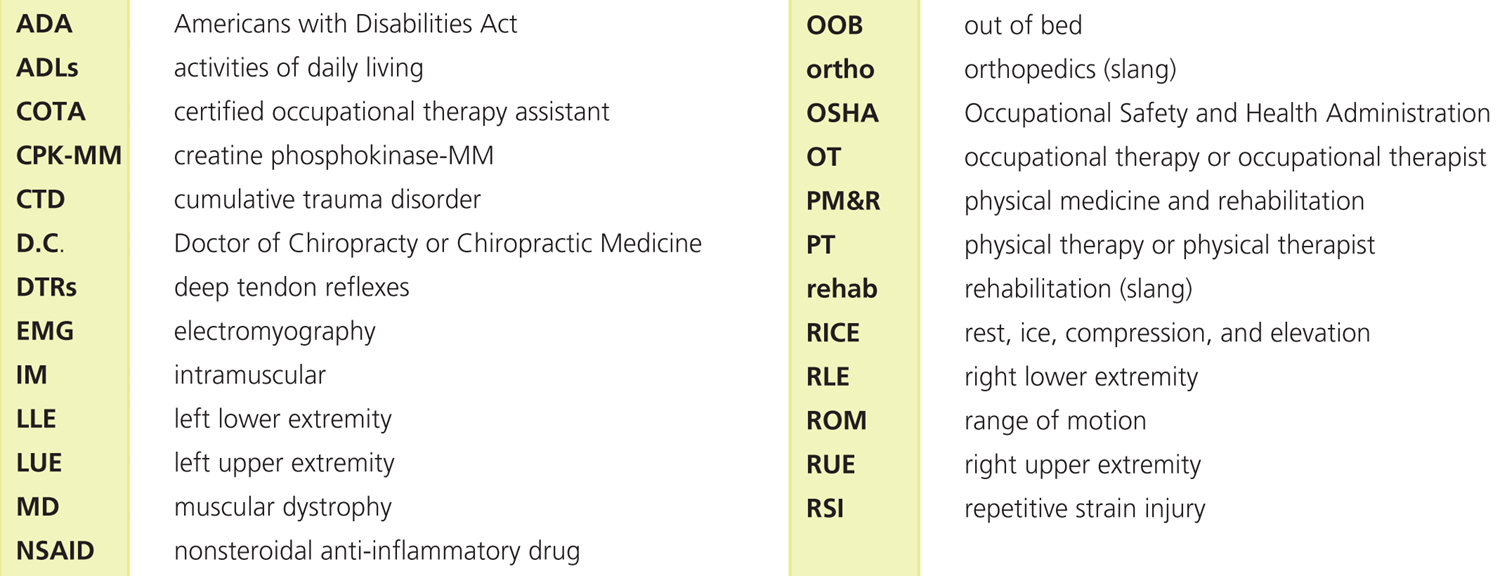 ADA Americans with Disabilities Act
ADLs activities of daily living
COTA certified occupational therapy assistant
CPK-MM creatine phosphokinase-MM
CTD cumulative trauma disorder
D.C. Doctor of Chiropracty or Chiropractic Medicine
DTRs deep tendon reflexes
EMG electromyography
IM intramuscular
LLE left lower extremity
LUE left upper extremity
MD muscular dystrophy
NSAID nonsteroidal anti-inflammatory drug
OOB out of bed
ortho orthopedics (slang)
OSHA Occupational Safety and Health Administration
OT occupational therapy or occupational therapist
PM&R physical medicine and rehabilitation
PT physical therapy or physical therapist
rehab rehabilitation (slang)
RICE rest, ice, compression, and elevation
RLE right lower extremity
ROM range of motion
RUE right upper extremity
RSI repetitive strain injury